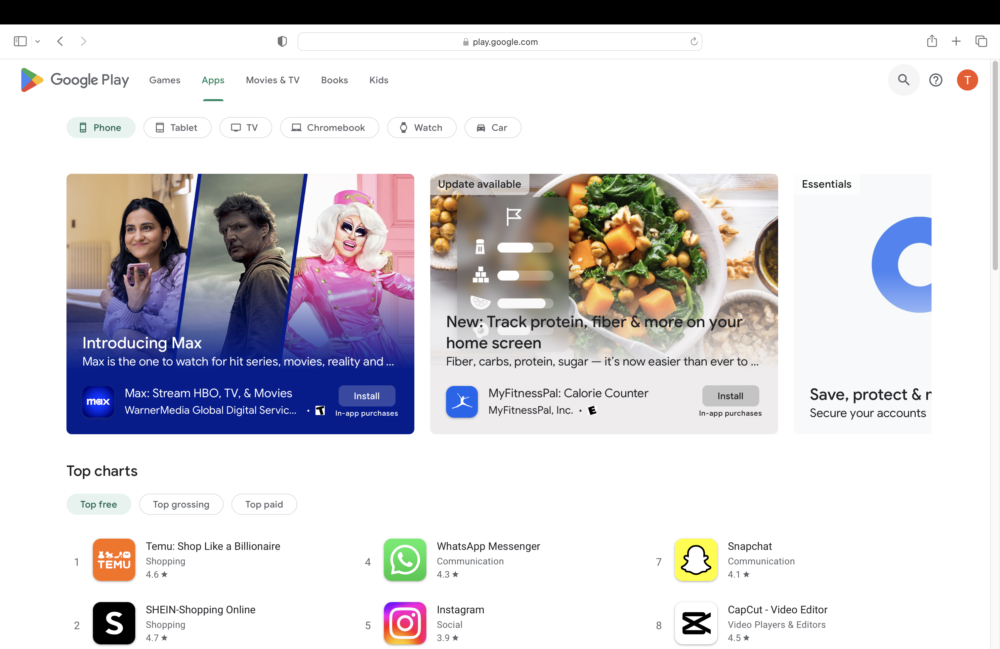 play.google.com
Google Play
Games
Apps
Movies & TV
Books
Kids
T
Phone
Tablet
TV
Chromebook
Watch
Car
Introducing Max
Max is the one to watch for hit series, movies, reality and ...
max
Max: Stream HBO, TV, & Movies
WarnerMedia Global Digital Servic... • T
Install
In-app purchases
Update available
New: Track protein, fiber & more on your
home screen
Fiber, carbs, protein, sugar — it’s now easier than ever to ...
MyFitnessPal: Calorie Counter
MyFitnessPal, Inc. • E
Install
In-app purchases
Essentials
Save, protect &
Secure your accounts
Top charts
Top free
Top grossing
Top paid
1
TEMU
Temu: Shop Like a Billionaire
Shopping
4.6 ★
2
S
SHEIN-Shopping Online
Shopping
4.7 ★
4
WhatsApp Messenger
Communication
4.3 ★
5
Instagram
Social
3.9 ★
7
Snapchat
Communication
4.1 ★
8
CapCut - Video Editor
Video Players & Editors
4.5 ★